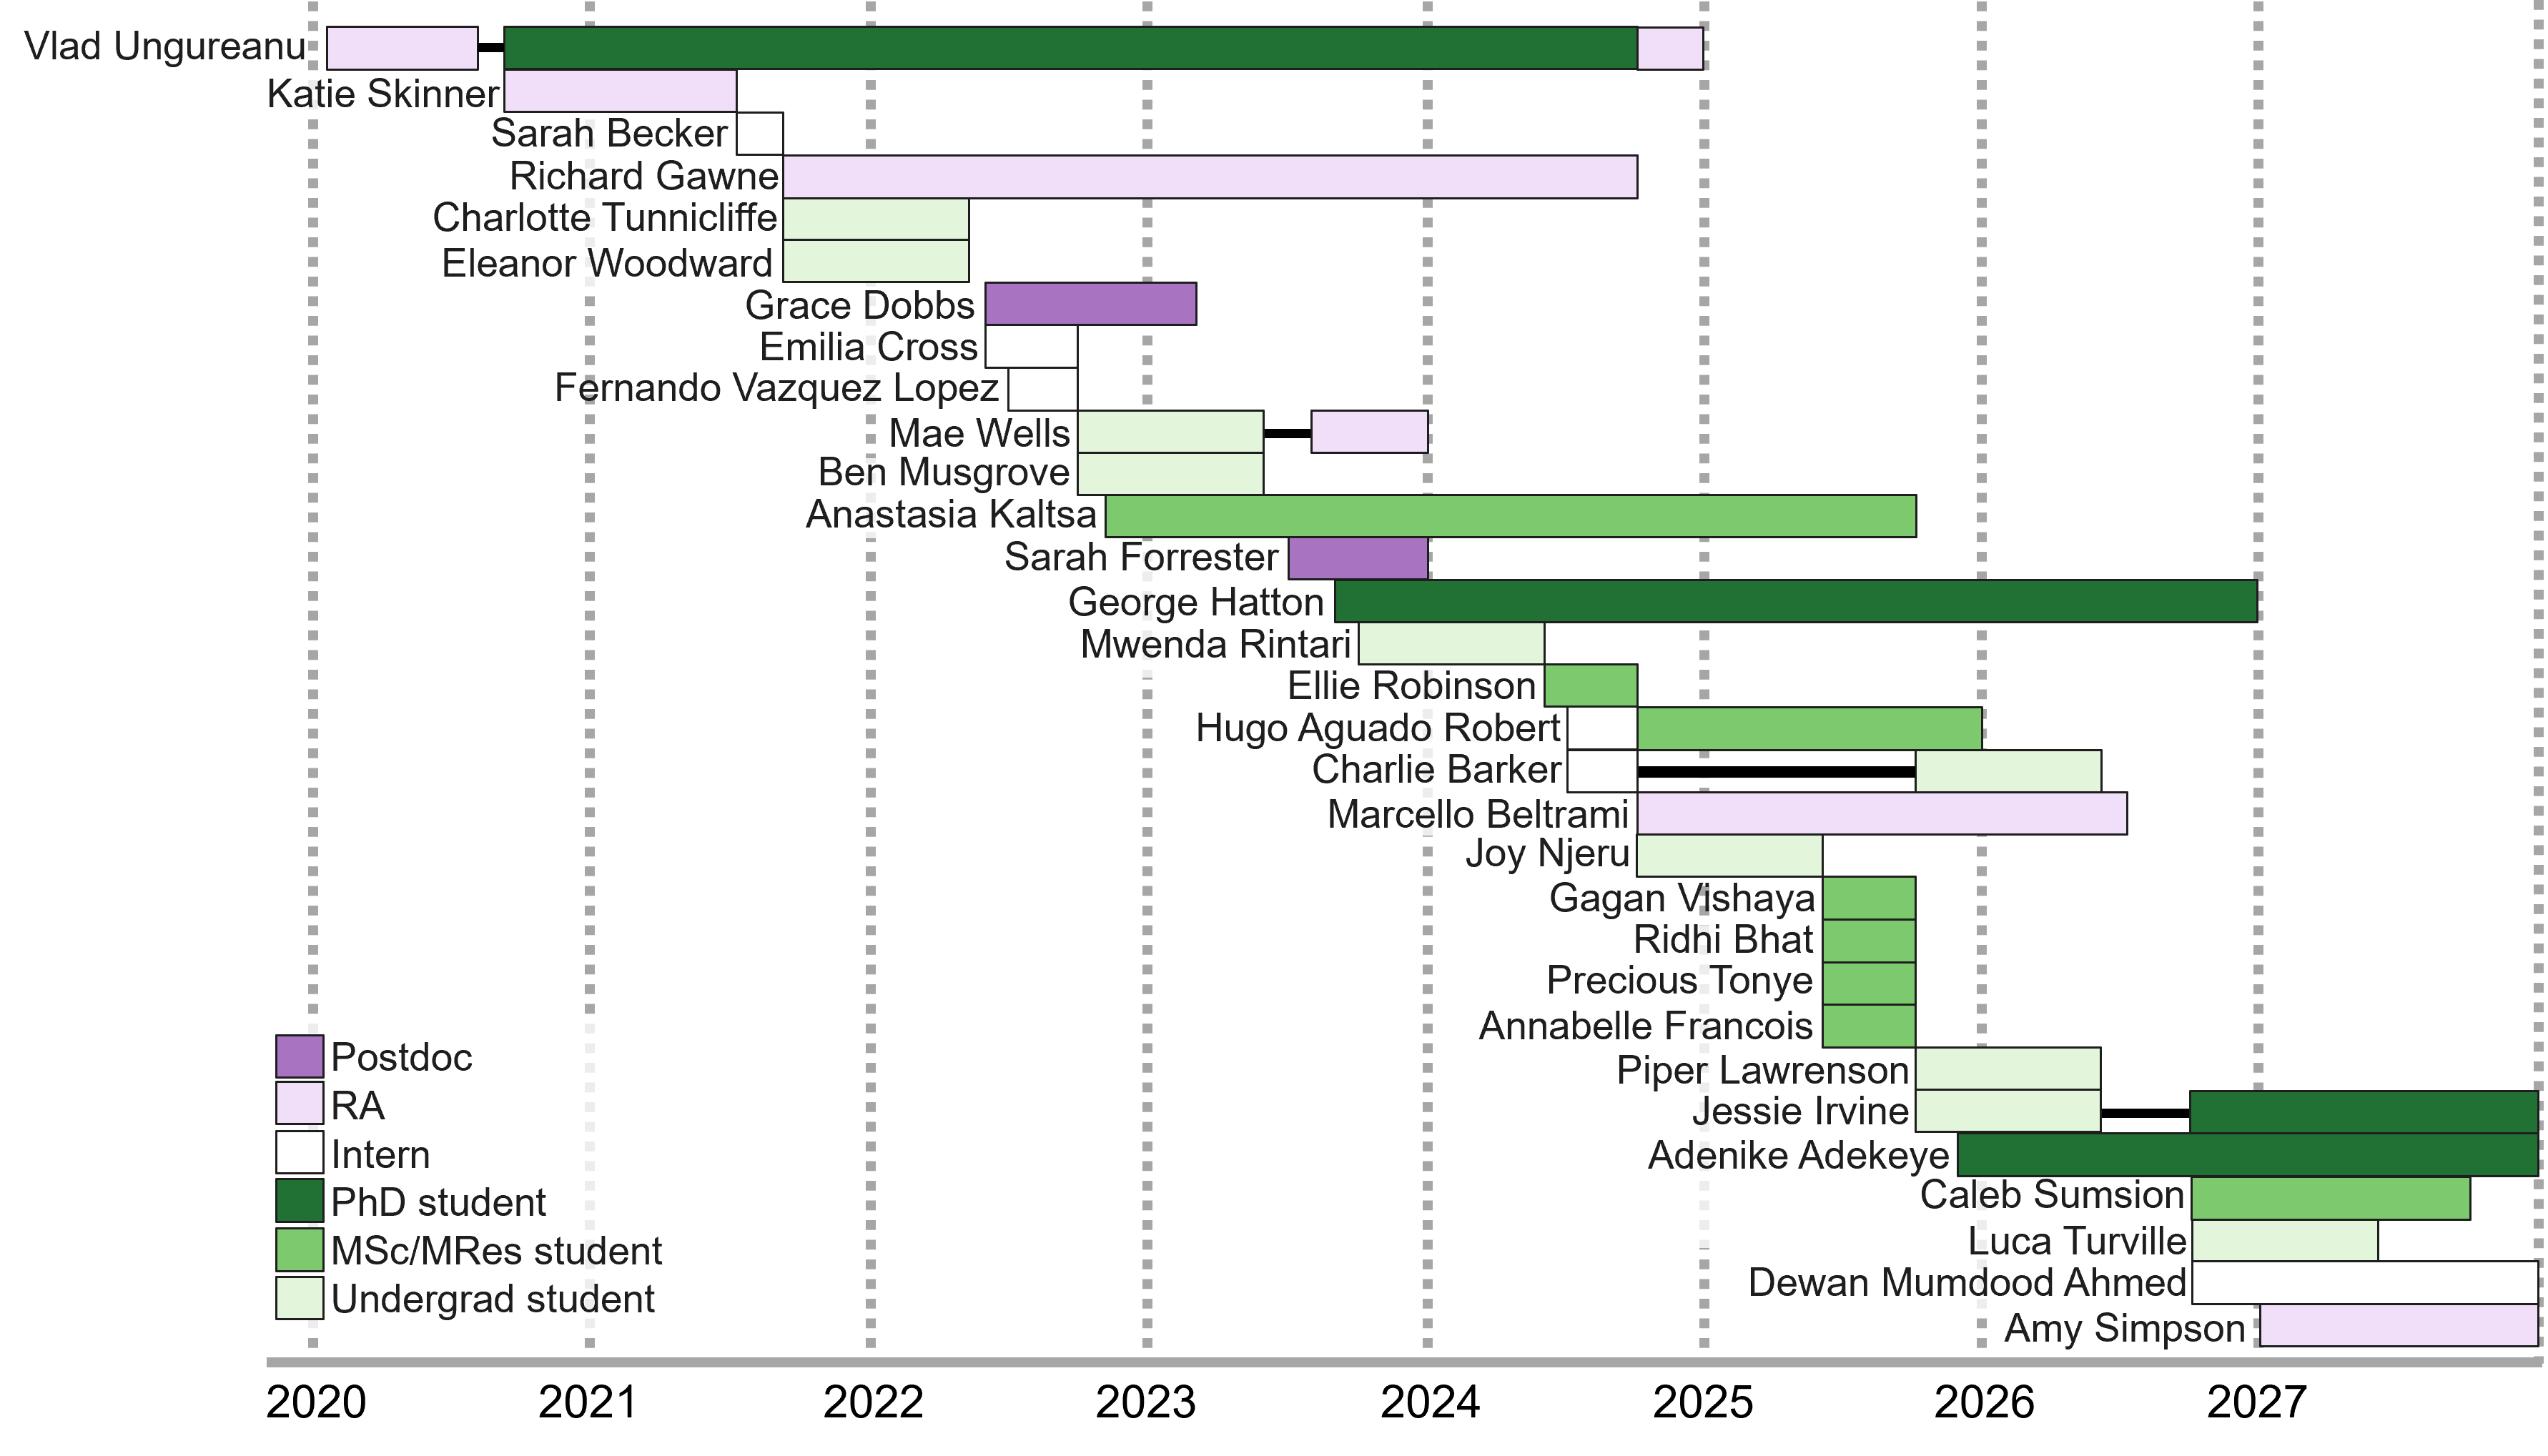 Vlad Ungureanu
Katie Skinner
Sarah Becker
Richard Gawne
Charlotte Tunnicliffe
Eleanor Woodward
Grace Dobbs
Emilia Cross
Fernando Vazquez Lopez
Mae Wells
Ben Musgrove
Anastasia Kaltsa
Sarah Forrester
George Hatton
Mwenda Rintari
Ellie Robinson
Hugo Aguado Robert
Charlie Barker
Marcello Beltrami
Joy Njeru
Gagan Vishaya
Ridhi Bhat
Precious Tonye
Annabelle Francois
Piper Lawrenson
Jessie Irvine
Adenike Adekeye
Caleb Sumsion
Luca Turville
Dewan Mumdood Ahmed
Amy Simpson
Postdoc
RA
Intern
PhD student
MSc/MRes student
Undergrad student
2020 2021 2022 2023 2024 2025 2026 2027